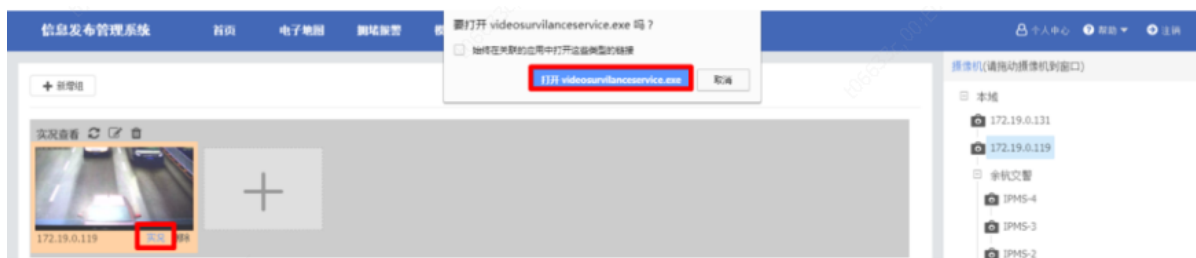 信息发布管理系统 首页 电子地图 拥堵报警
要打开 videosurvilanceservice.exe 吗？
始终在关联的应用中打开这些类型的链接
打开 videosurvilanceservice.exe 取消
个人中心 帮助 注销
新增组
实况查看
172.19.0.119 实况
摄像机(请拖动摄像机到窗口)
本域
172.19.0.131
172.19.0.119
余杭交警
IPMS-4
IPMS-3
IPMS-2